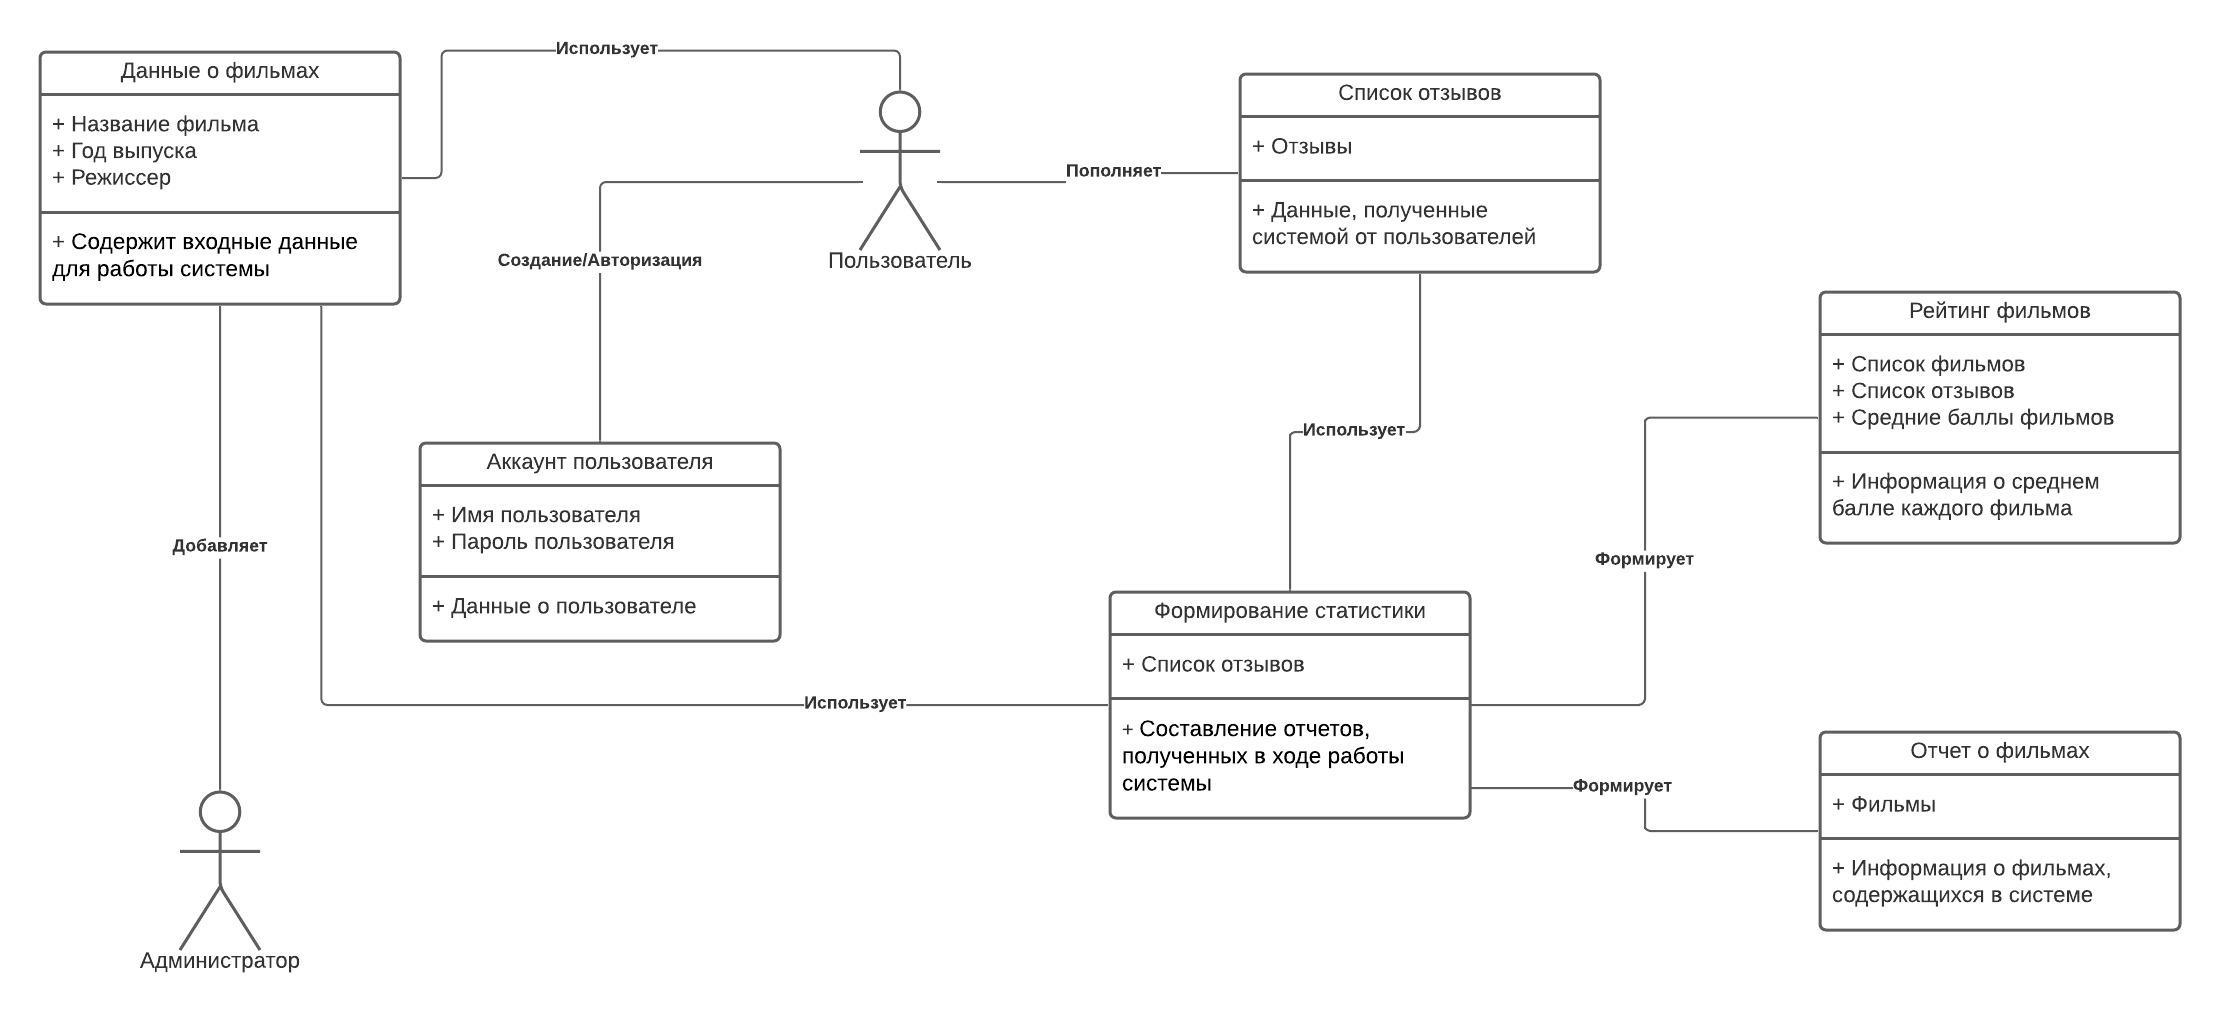 Использует
Данные о фильмах
+ Название фильма
+ Год выпуска
+ Режиссер
+ Содержит входные данные
для работы системы
Пользователь
Пополняет
Создание/Авторизация
Список отзывов
+ Отзывы
+ Данные, полученные
системой от пользователей
Рейтинг фильмов
+ Список фильмов
+ Список отзывов
+ Средние баллы фильмов
+ Информация о среднем
балле каждого фильма
Использует
Аккаунт пользователя
+ Имя пользователя
+ Пароль пользователя
+ Данные о пользователе
Добавляет
Формирует
Формирование статистики
+ Список отзывов
+ Составление отчетов,
полученных в ходе работы
системы
Использует
Формирует
Отчет о фильмах
+ Фильмы
+ Информация о фильмах,
содержащихся в системе
Администратор